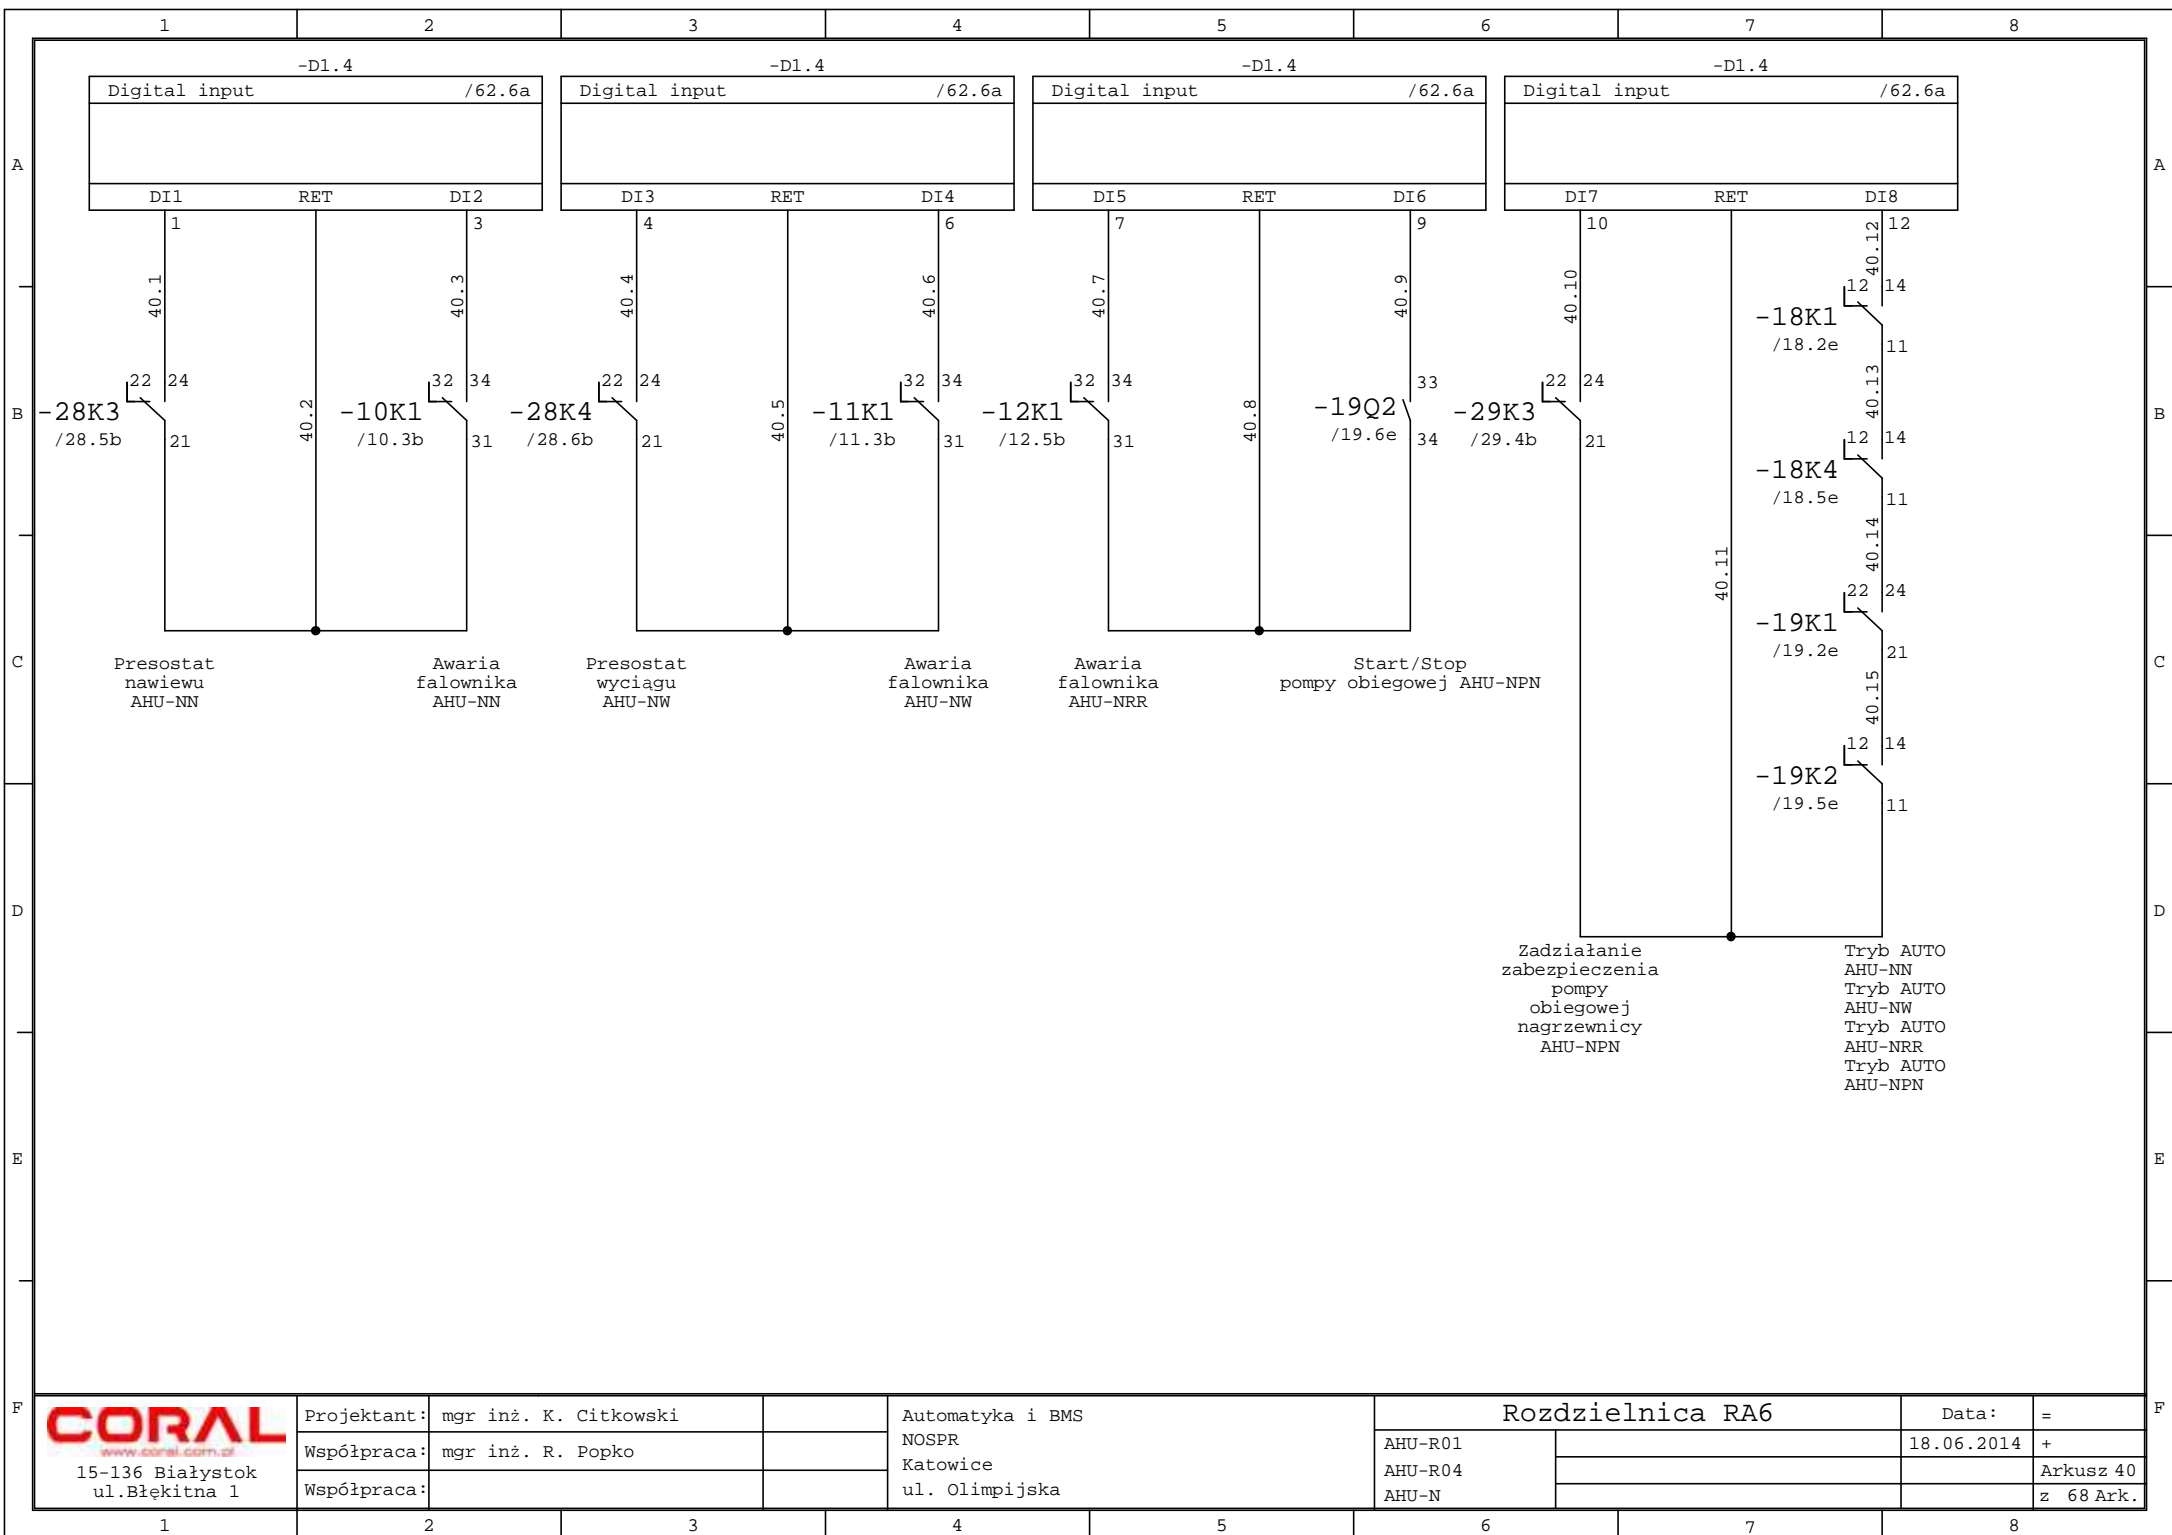 1 2 3 4 5 6 7 8
-D1.4 -D1.4 -D1.4 -D1.4
Digital input /62.6a Digital input /62.6a Digital input /62.6a Digital input /62.6a
A A
DI1 RET DI2 DI3 RET DI4 DI5 RET DI6 DI7 RET DI8
1 3 4 6 7 9 10 12
40.1 40.3 40.4 40.6 40.7 40.9 40.10 40.12
12 14
-18K1
/18.2e 11
40.13
22 24 32 34 22 24 32 34 32 34 33 22 24
B -28K3 40.2 -10K1 -28K4 40.5 -11K1 -12K1 40.8 -19Q2 -29K3 B
/28.5b 21 /10.3b 31 /28.6b 21 /11.3b 31 /12.5b 31 /19.6e 34 /29.4b 21
12 14
-18K4
/18.5e 11
40.11 40.14
22 24
-19K1
/19.2e 21
40.15
C C
Presostat
nawiewu
AHU-NN
Awaria
falownika
AHU-NN
Presostat
wyciągu
AHU-NW
Awaria
falownika
AHU-NW
Awaria
falownika
AHU-NRR
Start/Stop
pompy obiegowej AHU-NPN
12 14
-19K2
/19.5e 11
D D
Zadziałanie
zabezpieczenia
pompy
obiegowej
nagrzewnicy
AHU-NPN
Tryb AUTO
AHU-NN
Tryb AUTO
AHU-NW
Tryb AUTO
AHU-NRR
Tryb AUTO
AHU-NPN
E E
F F
CORAL
www.coral.com.pl
15-136 Białystok
ul.Błękitna 1
Projektant: mgr inż. K. Citkowski
Współpraca: mgr inż. R. Popko
Współpraca:
Automatyka i BMS
NOSPR
Katowice
ul. Olimpijska
Rozdzielnica RA6
AHU-R01
AHU-R04
AHU-N
Data: =
18.06.2014 +
Arkusz 40
z 68 Ark.
1 2 3 4 5 6 7 8